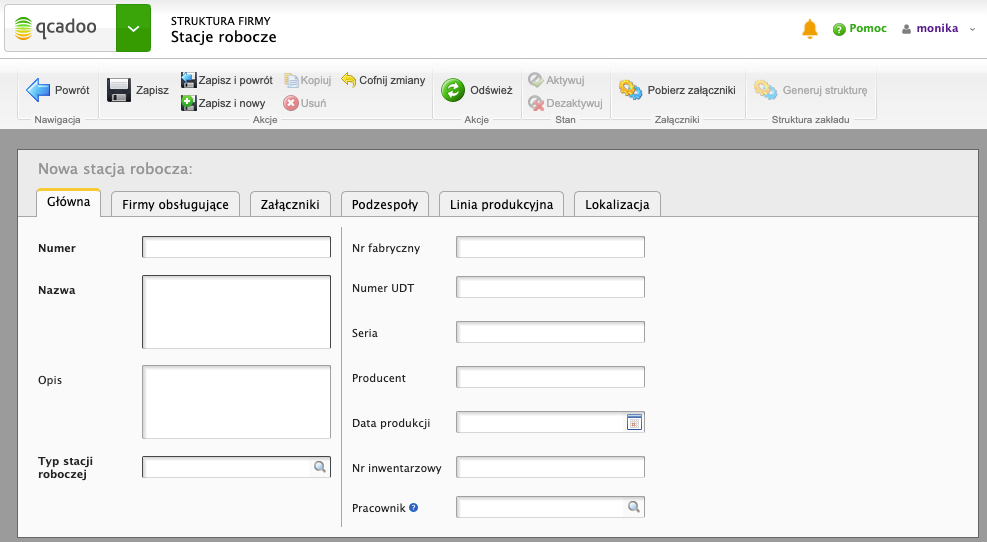 qcadoo
STRUKTURA FIRMY
Stacje robocze
? Pomoc
monika
Powrót
Nawigacja
Zapisz
Zapisz i powrót
Kopiuj
Cofnij zmiany
Zapisz i nowy
Usuń
Akcje
Odśwież
Akcje
Aktywuj
Dezaktywuj
Stan
Pobierz załączniki
Załączniki
Generuj strukturę
Struktura zakładu
Nowa stacja robocza:
Główna
Firmy obsługujące
Załączniki
Podzespoły
Linia produkcyjna
Lokalizacja
Numer
Nazwa
Opis
Typ stacji
roboczej
Nr fabryczny
Numer UDT
Seria
Producent
Data produkcji
Nr inwentarzowy
Pracownik ?